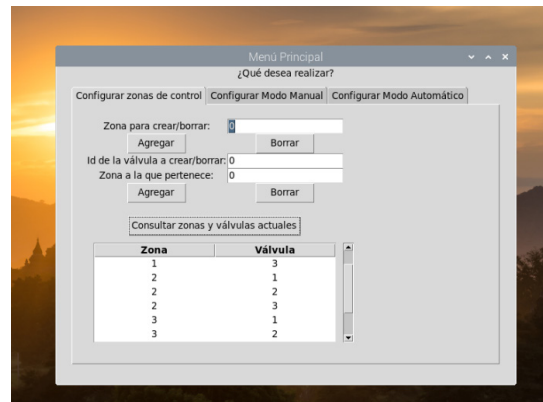 Menú Principal
¿Qué desea realizar?
Configurar zonas de control Configurar Modo Manual Configurar Modo Automático
Zona para crear/borrar: 0
Agregar Borrar
Id de la válvula a crear/borrar: 0
Zona a la que pertenece: 0
Agregar Borrar
Consultar zonas y válvulas actuales
Zona Válvula
1 3
2 1
2 2
2 3
3 1
3 2